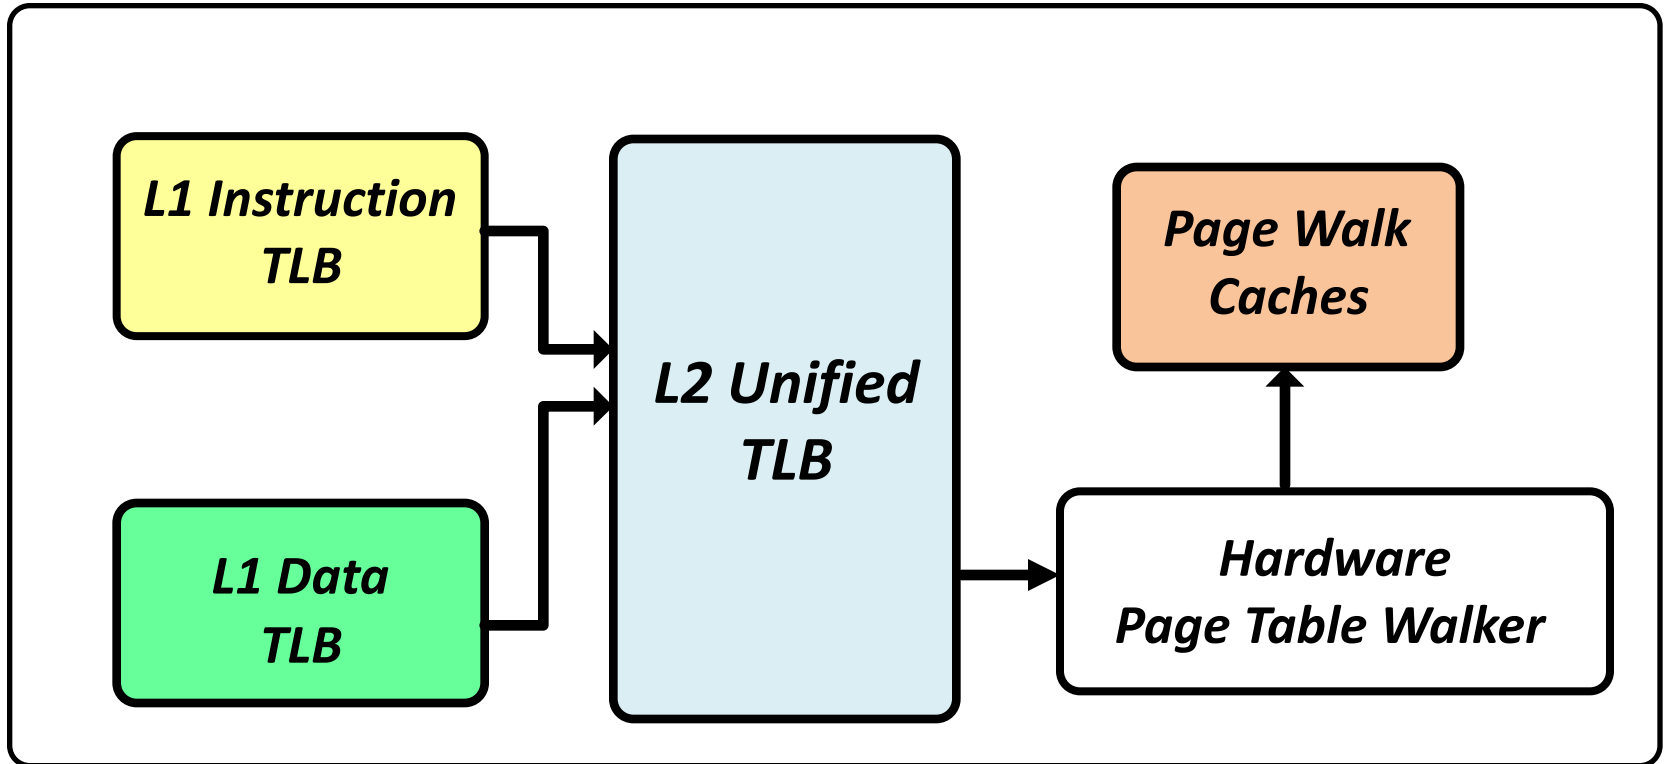 L1 Instruction
TLB
L1 Data
TLB
L2 Unified
TLB
Page Walk
Caches
Hardware
Page Table Walker